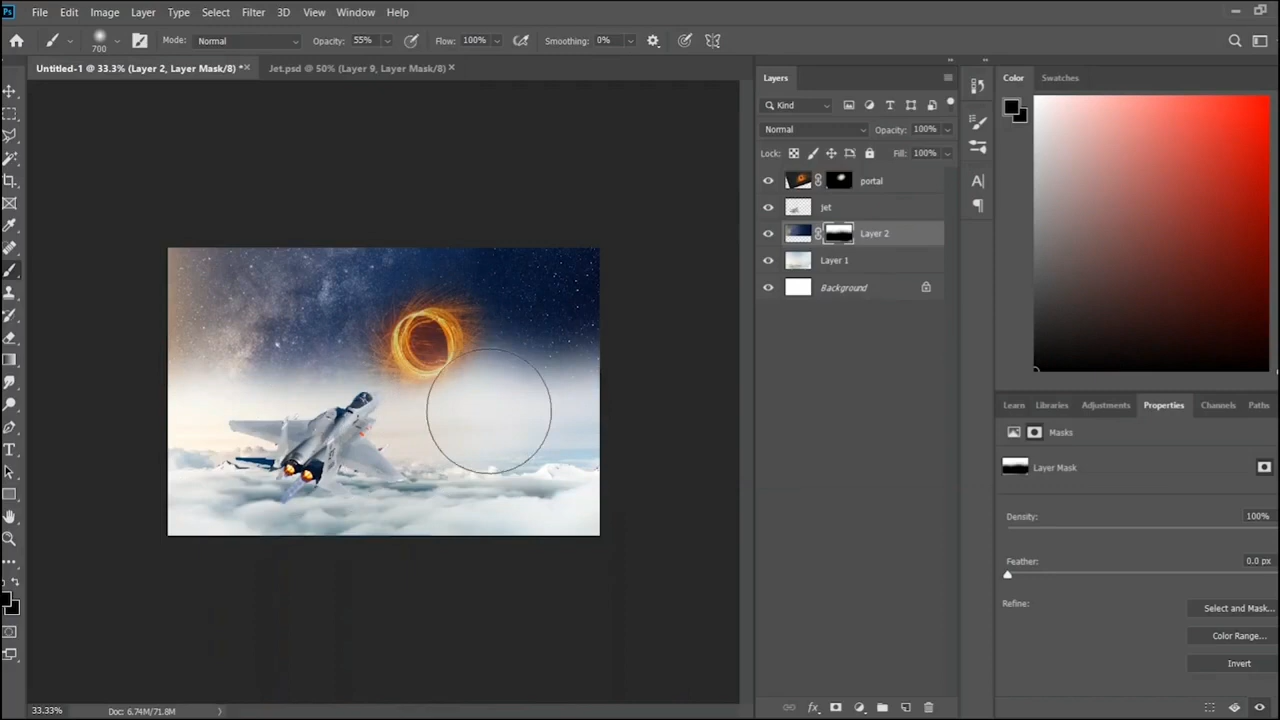 Ps File Edit Image Layer Type Select Filter 3D View Window Help
700 Mode: Normal Opacity: 55% Flow: 100% Smoothing: 0%
Untitled-1 @ 33.3% (Layer 2, Layer Mask/8) * × Jet.psd @ 50% (Layer 9, Layer Mask/8) ×
Layers
Kind
Normal Opacity: 100%
Lock: Fill: 100%
portal
jet
Layer 2
Layer 1
Background
Color Swatches
Learn Libraries Adjustments Properties Channels Paths
Masks
Layer Mask
Density: 100%
Feather: 0.0 px
Refine: Select and Mask...
Color Range...
Invert
33.33% Doc: 6.74M/71.8M